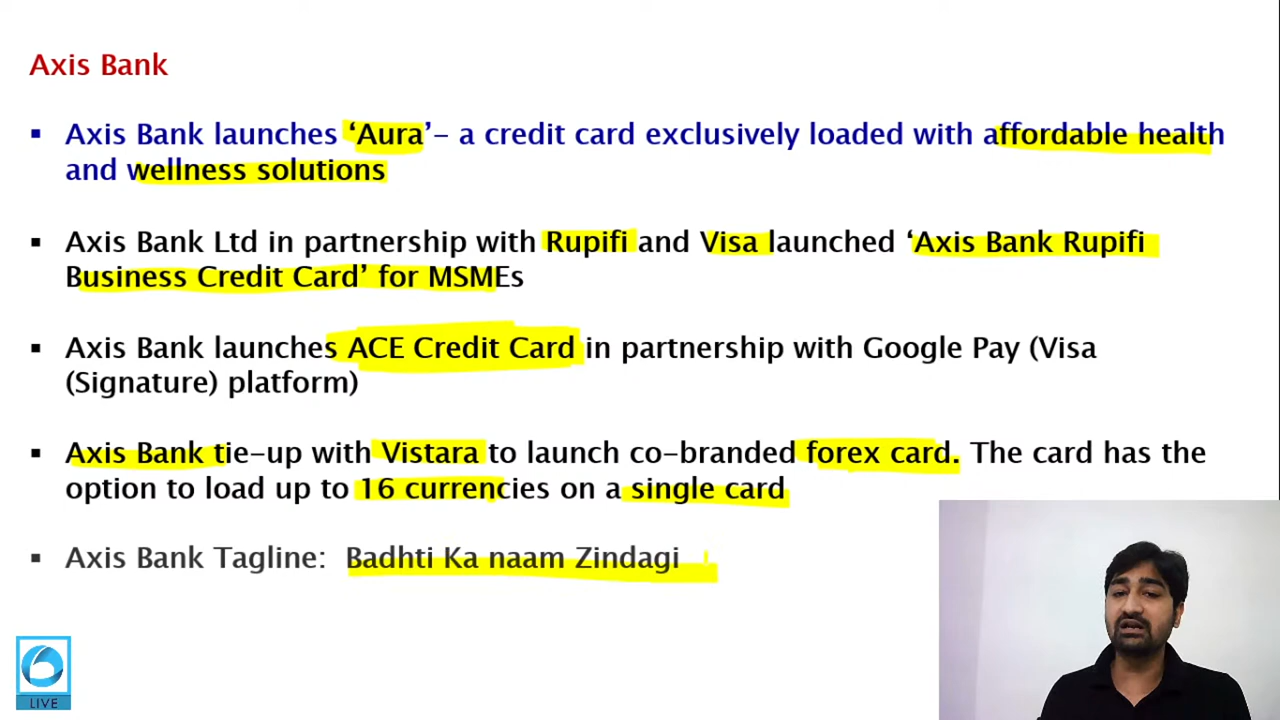 Axis Bank
▪ Axis Bank launches ‘Aura’- a credit card exclusively loaded with affordable health
and wellness solutions
▪ Axis Bank Ltd in partnership with Rupifi and Visa launched ‘Axis Bank Rupifi
Business Credit Card’ for MSMEs
▪ Axis Bank launches ACE Credit Card in partnership with Google Pay (Visa
(Signature) platform)
▪ Axis Bank tie-up with Vistara to launch co-branded forex card. The card has the
option to load up to 16 currencies on a single card
▪ Axis Bank Tagline: Badhti Ka naam Zindagi
LIVE